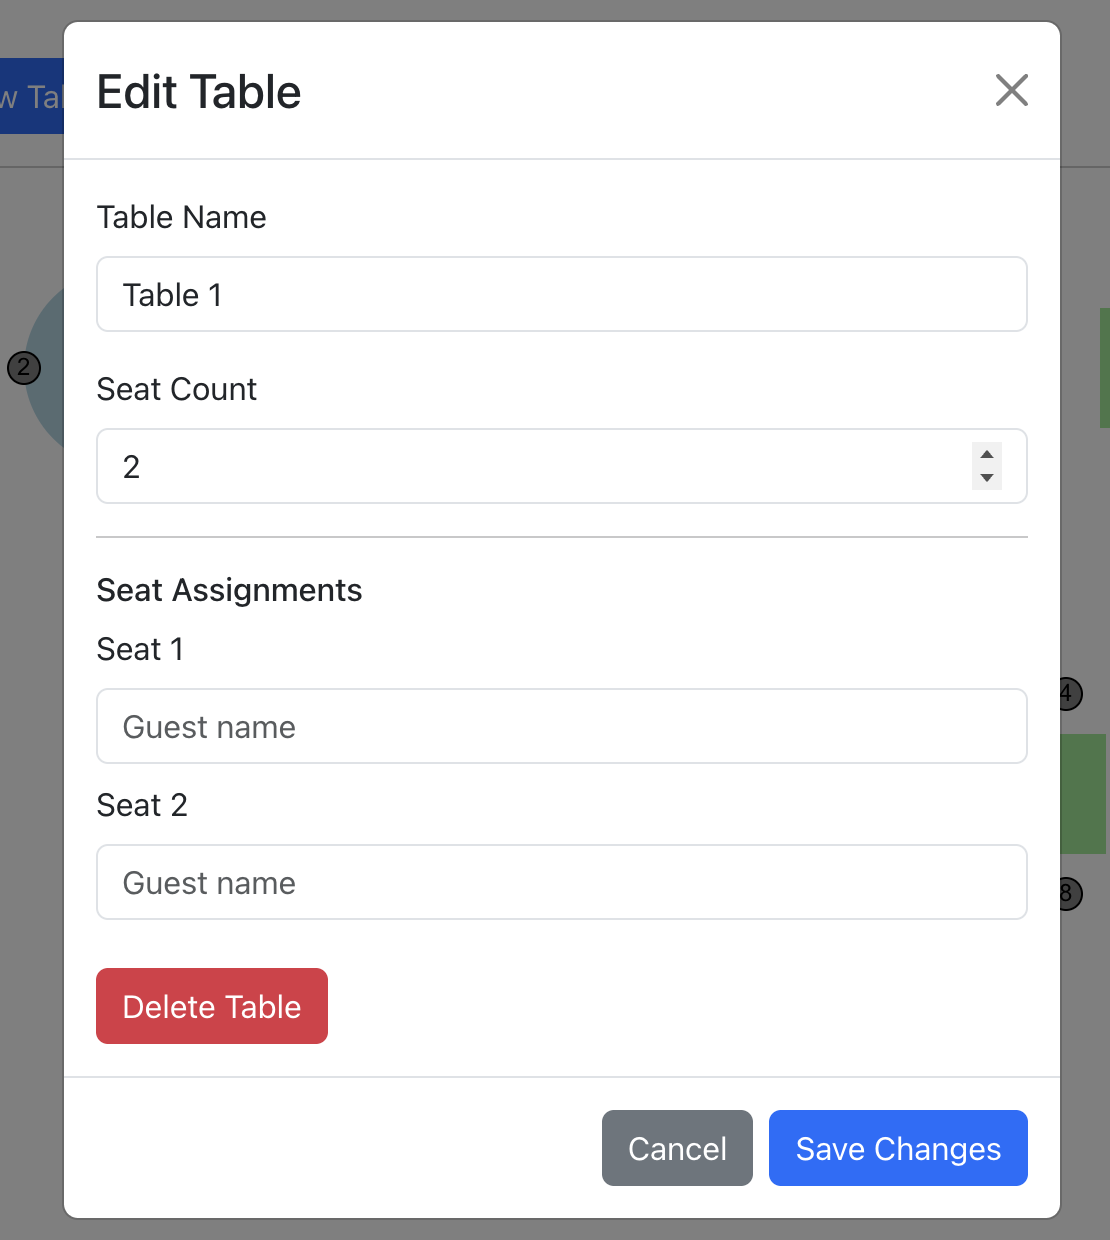 Edit Table
w Tal
Table Name
Table 1
2
Seat Count
2
Seat Assignments
Seat 1
4
Guest name
Seat 2
Guest name
8
Delete Table
Cancel
Save Changes